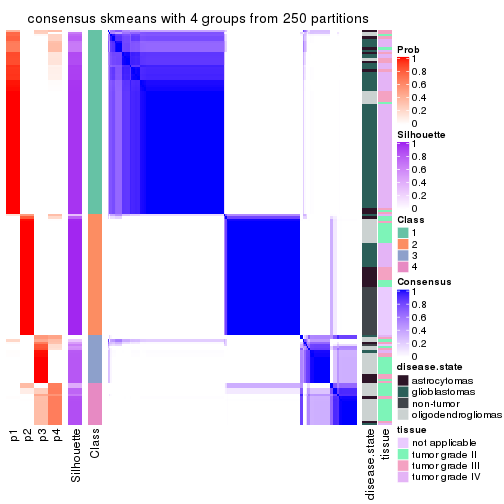 consensus skmeans with 4 groups from 250 partitions
Prob
1
0.8
0.6
0.4
0.2
0
Silhouette
1
0.8
0.6
0.4
0.2
0
Class
1
2
3
4
Consensus
1
0.8
0.6
0.4
0.2
0
disease.state
astrocytomas
glioblastomas
non-tumor
oligodendrogliomas
tissue
not applicable
tumor grade II
tumor grade III
tumor grade IV
p1
p2
p3
p4
Silhouette
Class
disease.state
tissue